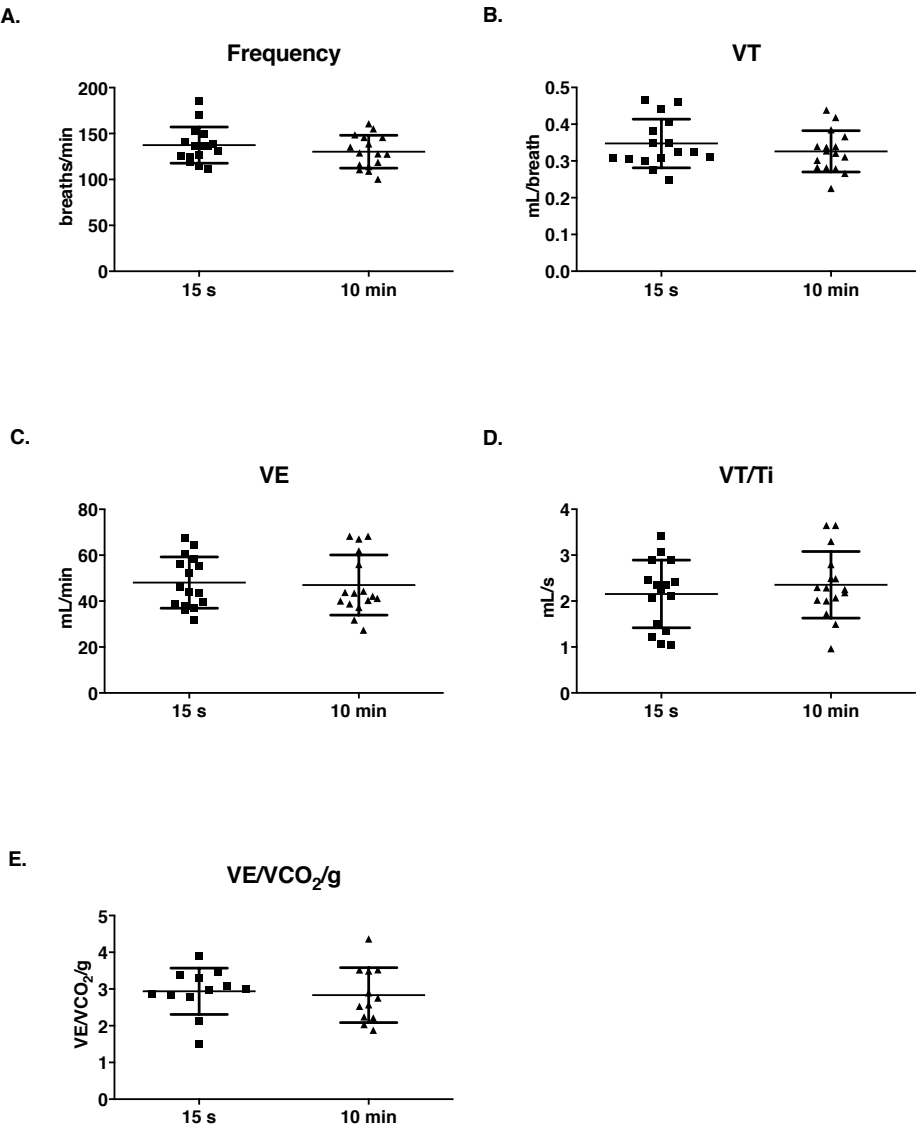 A.
Frequency
breaths/min
200
150
100
50
0
15 s 10 min
B.
VT
mL/breath
0.5
0.4
0.3
0.2
0.1
0.0
15 s 10 min
C.
VE
mL/min
80
60
40
20
0
15 s 10 min
D.
VT/Ti
mL/s
4
3
2
1
0
15 s 10 min
E.
VE/VCO₂/g
VE/VCO₂/g
5
4
3
2
1
0
15 s 10 min